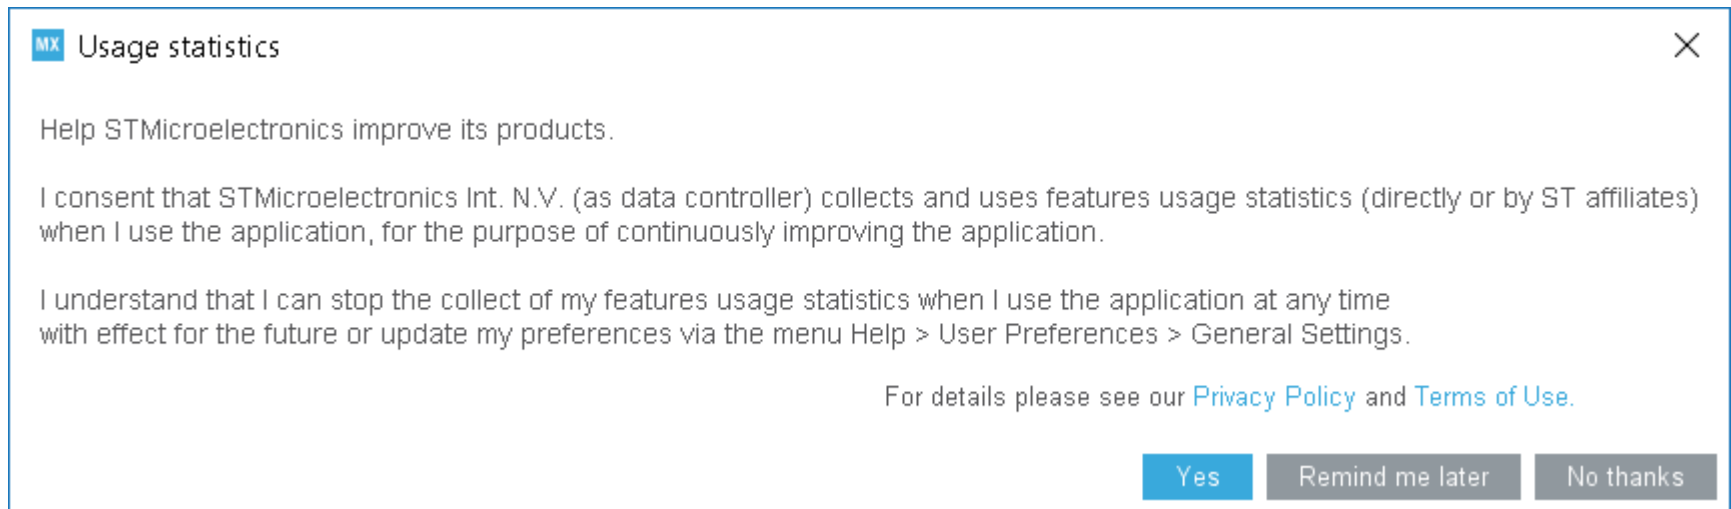 MX Usage statistics
Help STMicroelectronics improve its products.
I consent that STMicroelectronics Int. N.V. (as data controller) collects and uses features usage statistics (directly or by ST affiliates)
when I use the application, for the purpose of continuously improving the application.
I understand that I can stop the collect of my features usage statistics when I use the application at any time
with effect for the future or update my preferences via the menu Help > User Preferences > General Settings.
For details please see our Privacy Policy and Terms of Use.
Yes Remind me later No thanks